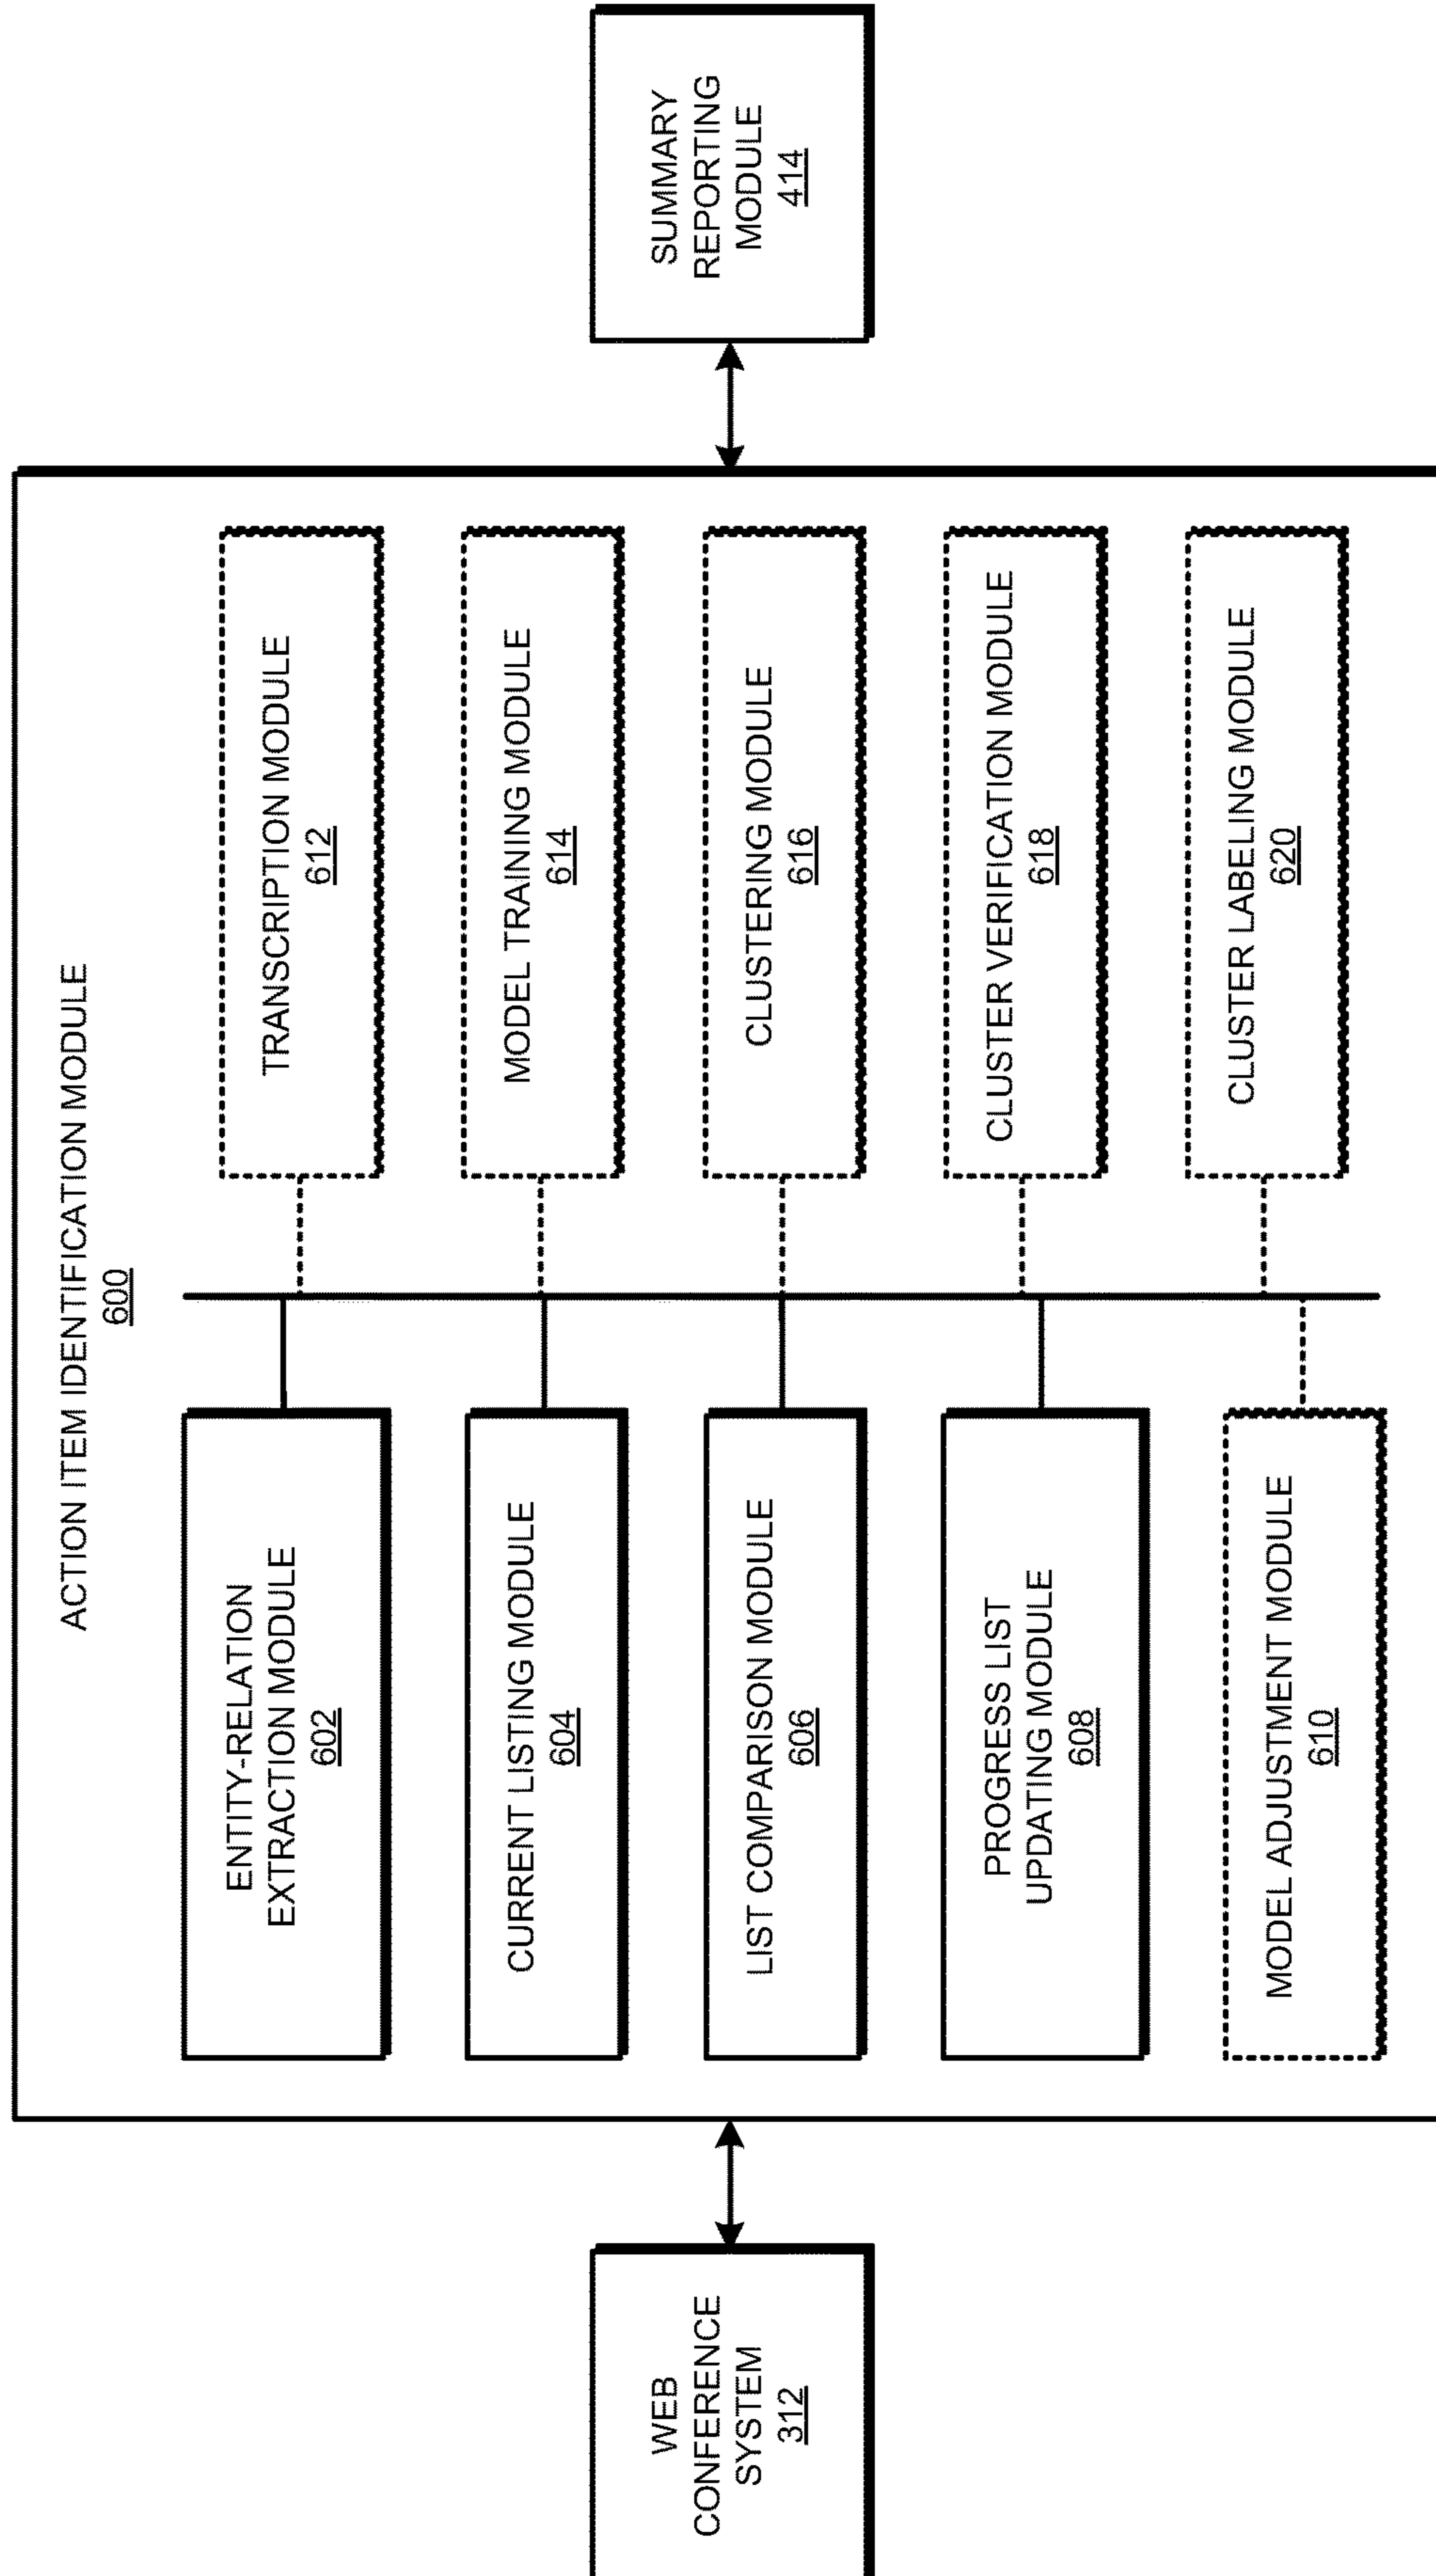 ACTION ITEM IDENTIFICATION MODULE
600
WEB
CONFERENCE
SYSTEM
312
ENTITY-RELATION
EXTRACTION MODULE
602
CURRENT LISTING MODULE
604
LIST COMPARISON MODULE
606
PROGRESS LIST
UPDATING MODULE
608
MODEL ADJUSTMENT MODULE
610
TRANSCRIPTION MODULE
612
MODEL TRAINING MODULE
614
CLUSTERING MODULE
616
CLUSTER VERIFICATION MODULE
618
CLUSTER LABELING MODULE
620
SUMMARY
REPORTING
MODULE
414